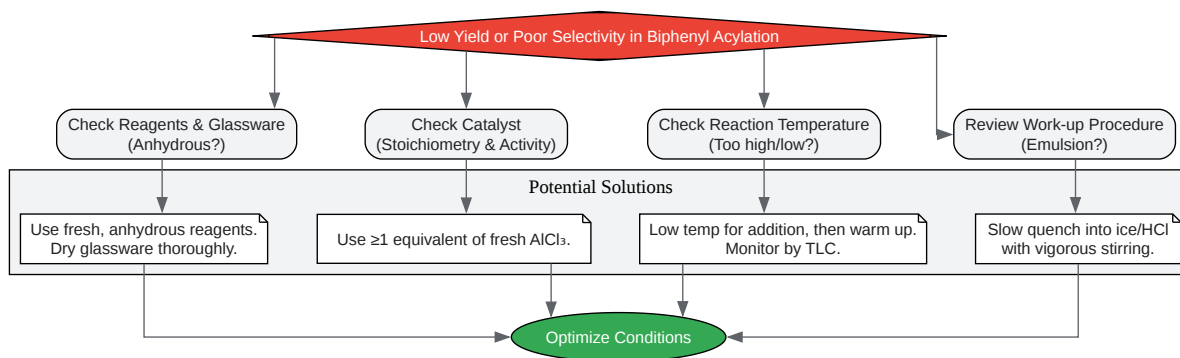 Low Yield or Poor Selectivity in Biphenyl Acylation
Check Reagents & Glassware
(Anhydrous?)
Check Catalyst
(Stoichiometry & Activity)
Check Reaction Temperature
(Too high/low?)
Review Work-up Procedure
(Emulsion?)
Potential Solutions
Use fresh, anhydrous reagents.
Dry glassware thoroughly.
Use ≥1 equivalent of fresh AlCl₃.
Low temp for addition, then warm up.
Monitor by TLC.
Slow quench into ice/HCl
with vigorous stirring.
Optimize Conditions